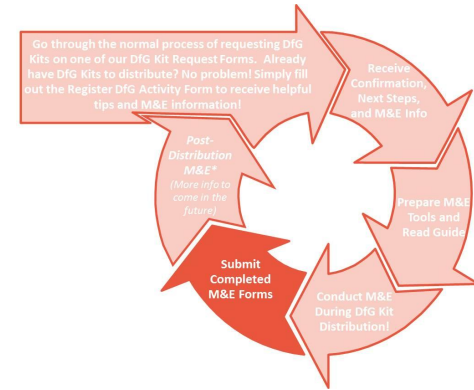 Go through the normal process of requesting DfG
Kits on one of our DfG Kit Request Forms. Already
have DfG Kits to distribute? No problem! Simply fill
out the Register DfG Activity Form to receive helpful
tips and M&E information!
Receive
Confirmation,
Next Steps,
and M&E Info
Prepare M&E
Tools and
Read Guide
Conduct M&E
During DfG Kit
Distribution!
Submit
Completed
M&E Forms
Post-
Distribution
M&E*
(More info to
come in the
future)